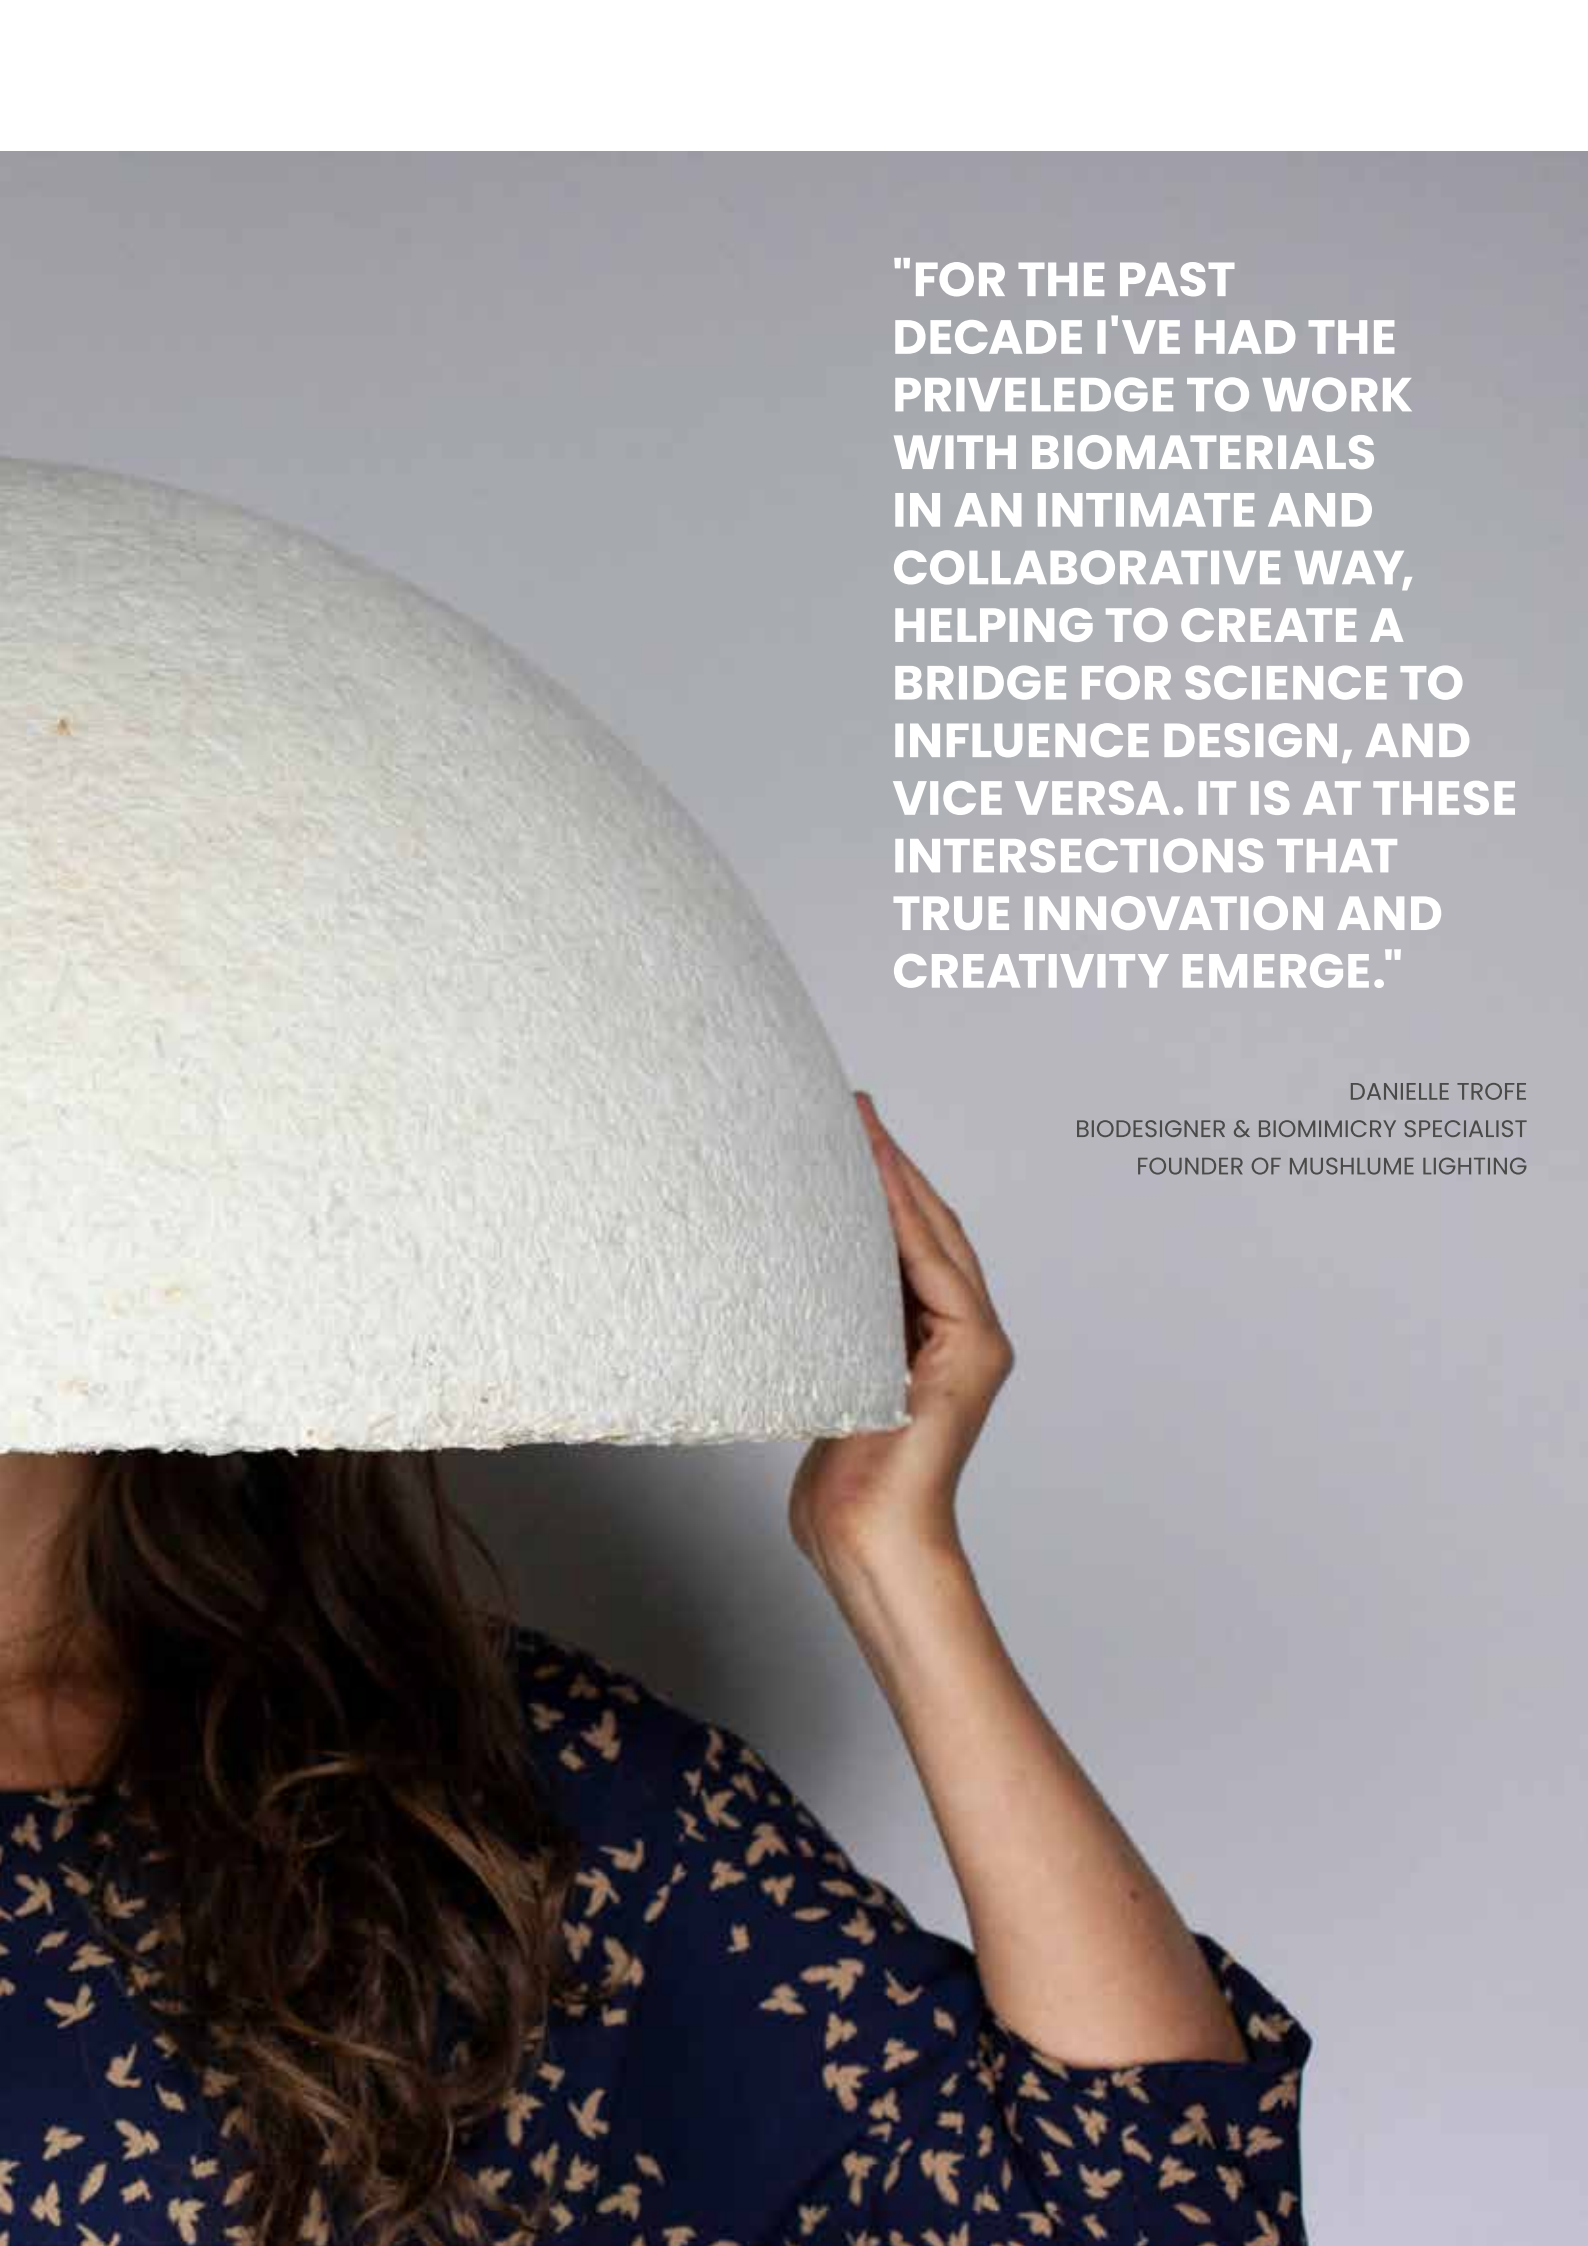 "FOR THE PAST
DECADE I'VE HAD THE
PRIVELEDGE TO WORK
WITH BIOMATERIALS
IN AN INTIMATE AND
COLLABORATIVE WAY,
HELPING TO CREATE A
BRIDGE FOR SCIENCE TO
INFLUENCE DESIGN, AND
VICE VERSA. IT IS AT THESE
INTERSECTIONS THAT
TRUE INNOVATION AND
CREATIVITY EMERGE."
DANIELLE TROFE
BIODESIGNER & BIOMIMICRY SPECIALIST
FOUNDER OF MUSHLUME LIGHTING